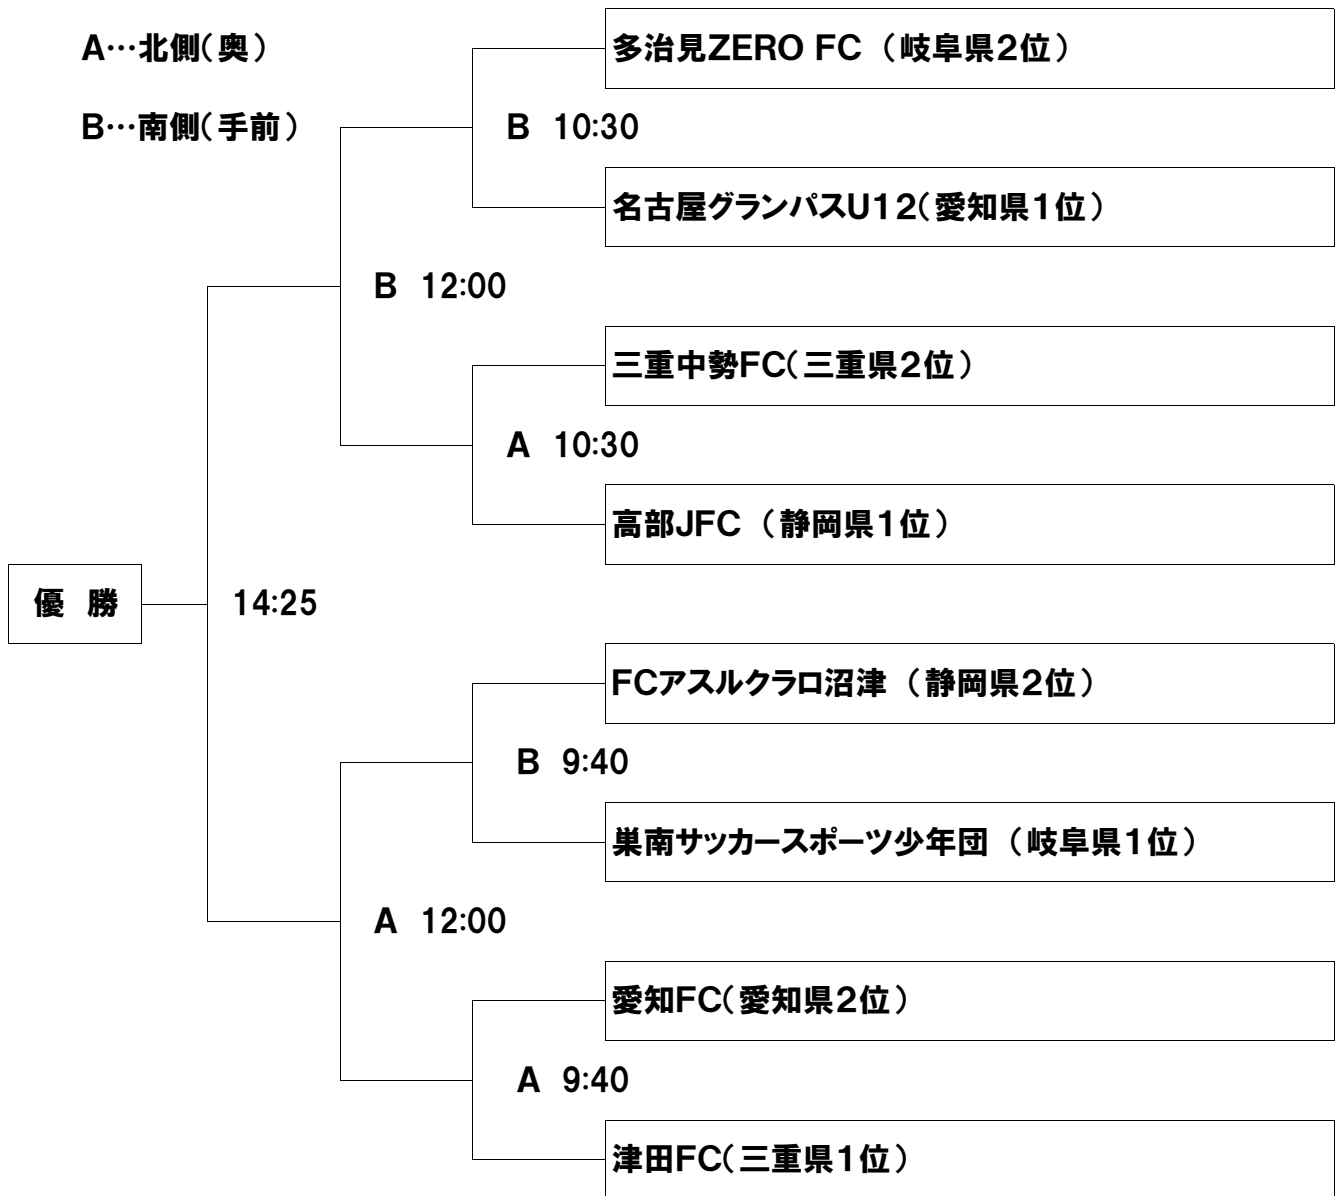 A…北側(奥)
多治見ZERO FC (岐阜県2位)
B…南側(手前)
B 10:30
名古屋グランパスU12(愛知県1位)
B 12:00
三重中勢FC(三重県2位)
A 10:30
高部JFC (静岡県1位)
優 勝
14:25
FCアスルクラロ沼津 (静岡県2位)
B 9:40
巣南サッカースポーツ少年団 (岐阜県1位)
A 12:00
愛知FC(愛知県2位)
A 9:40
津田FC(三重県1位)